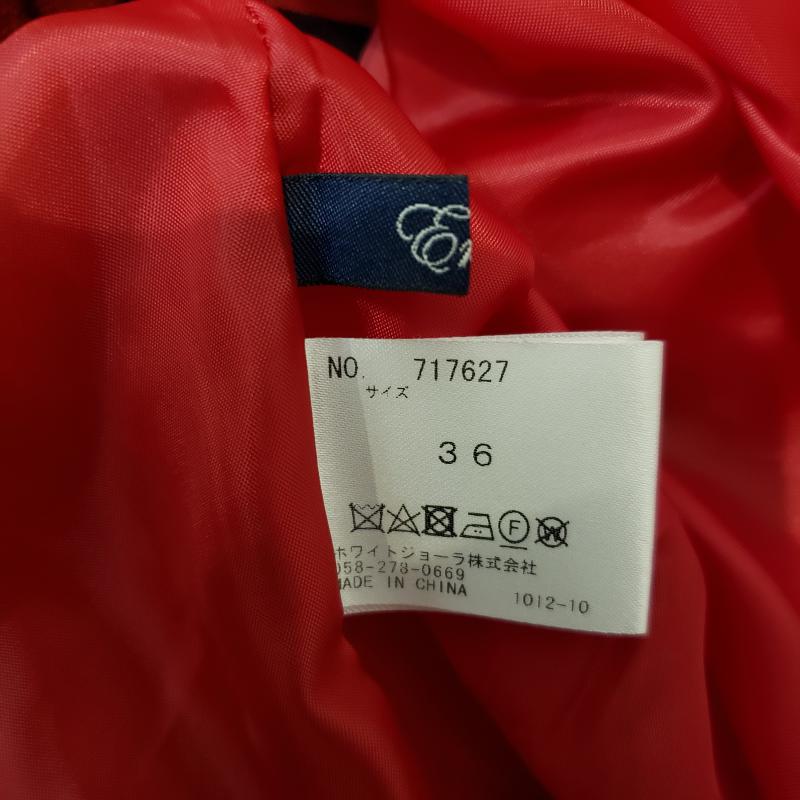 NO. 717627
サイズ
36
F
W
ホワイトジョーラ株式会社
058-278-0669
MADE IN CHINA
1012-10